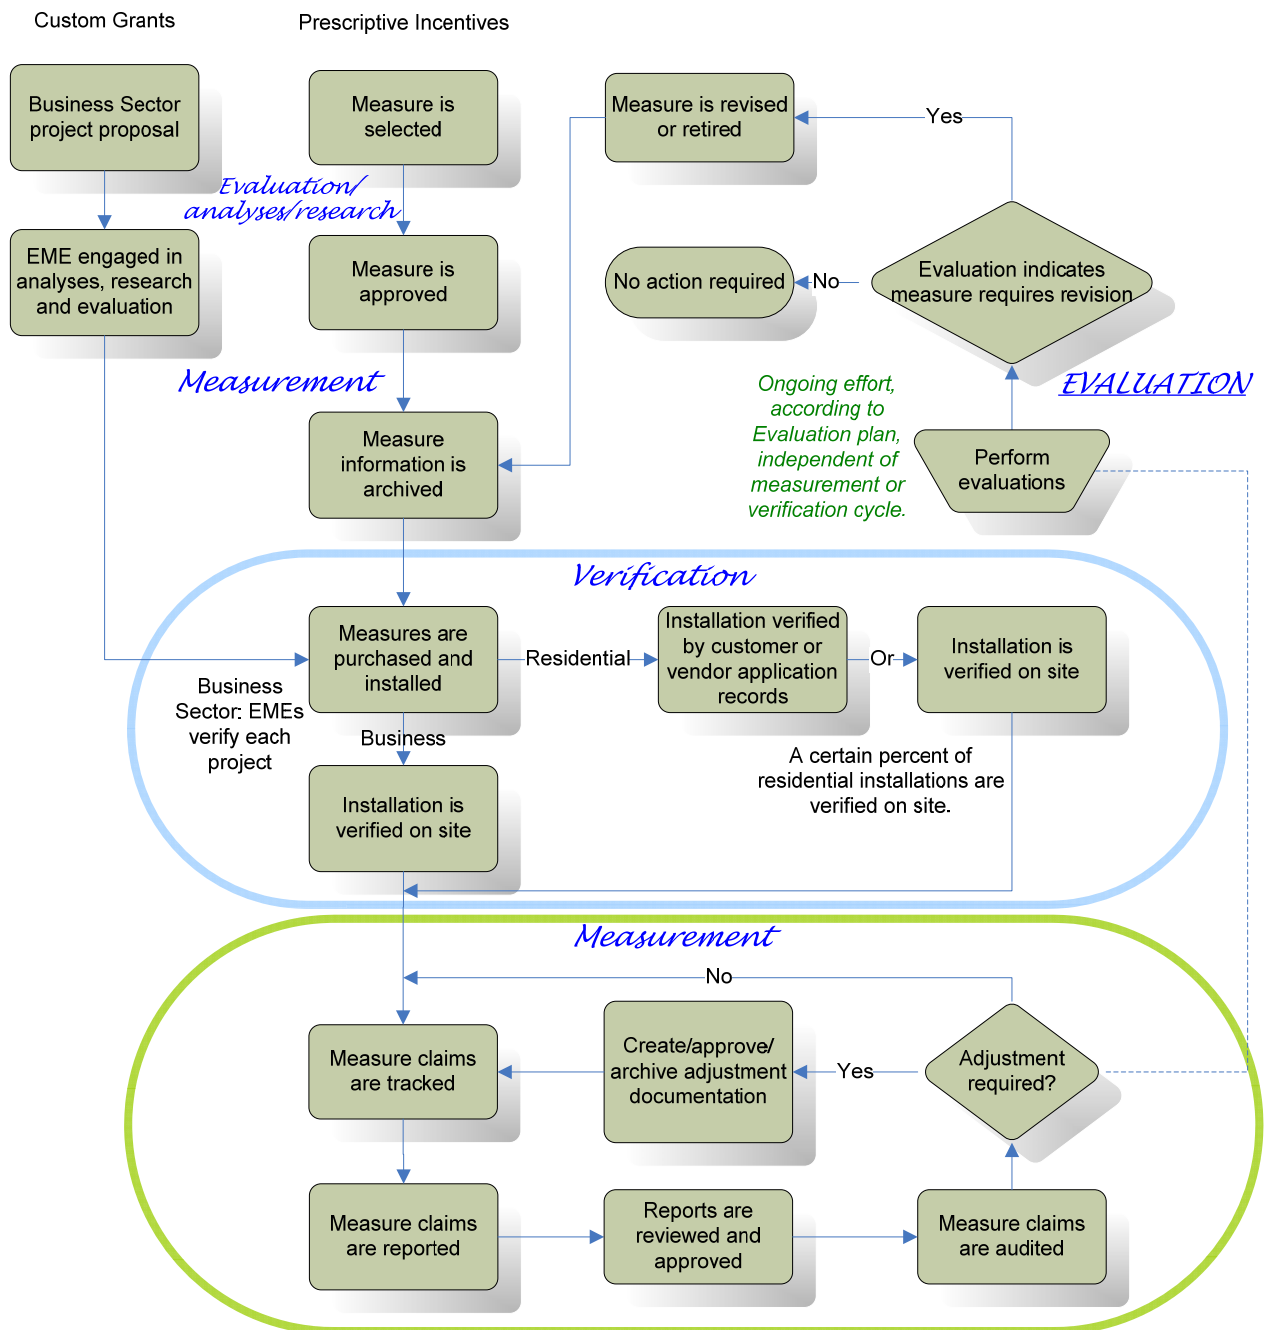 Custom Grants
Prescriptive Incentives
Business Sector
project proposal
Measure is
selected
Measure is revised
or retired
Yes
Evaluation/
analyses/research
EME engaged in
analyses, research
and evaluation
Measure is
approved
No action required
No
Evaluation indicates
measure requires revision
Measurement
Ongoing effort,
according to
Evaluation plan,
independent of
measurement or
verification cycle.
EVALUATION
Measure
information is
archived
Perform
evaluations
Verification
Measures are
purchased and
installed
Residential
Installation verified
by customer or
vendor application
records
Or
Installation is
verified on site
Business
Sector: EMEs
verify each
project
Business
A certain percent of
residential installations are
verified on site.
Installation is
verified on site
Measurement
No
Measure claims
are tracked
Create/approve/
archive adjustment
documentation
Yes
Adjustment
required?
Measure claims
are reported
Reports are
reviewed and
approved
Measure claims
are audited